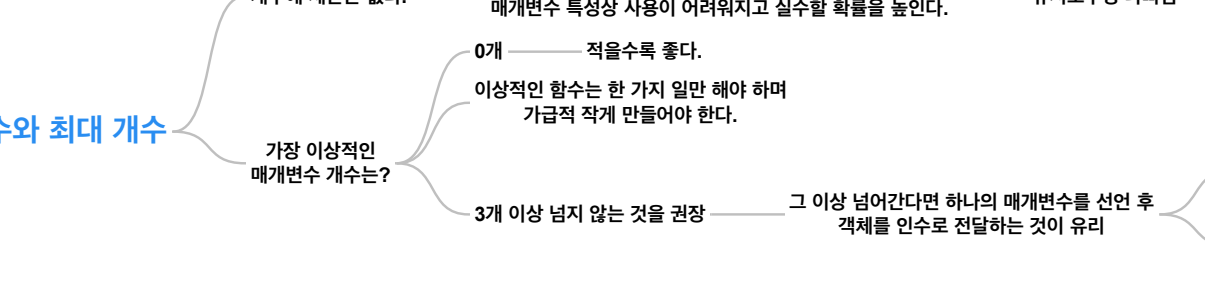 매개변수 특성상 사용이 어려워지고 실수할 확률을 높인다.
0개
적을수록 좋다.
이상적인 함수는 한 가지 일만 해야 하며
가급적 작게 만들어야 한다.
수와 최대 개수
가장 이상적인
매개변수 개수는?
3개 이상 넘지 않는 것을 권장
그 이상 넘어간다면 하나의 매개변수를 선언 후
객체를 인수로 전달하는 것이 유리